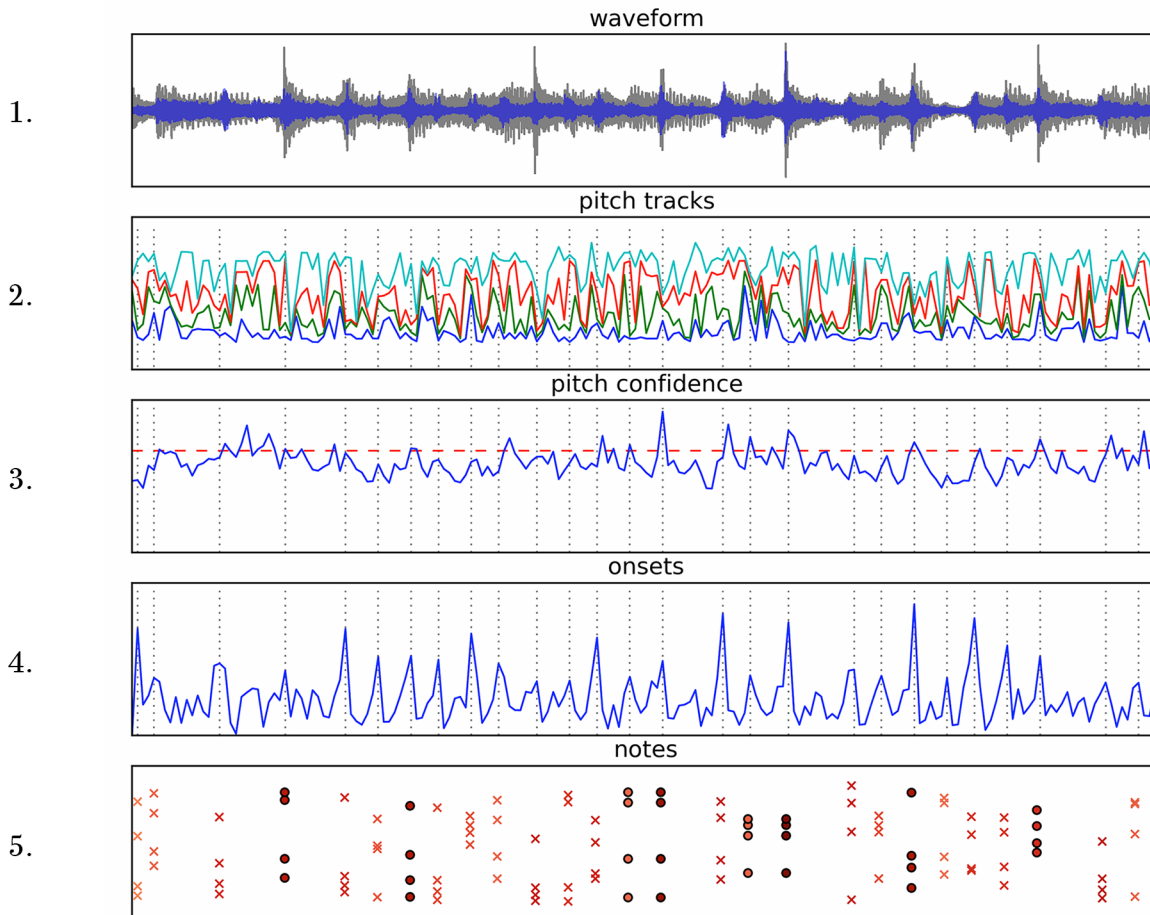 waveform
1.
pitch tracks
2.
pitch confidence
3.
onsets
4.
notes
5.